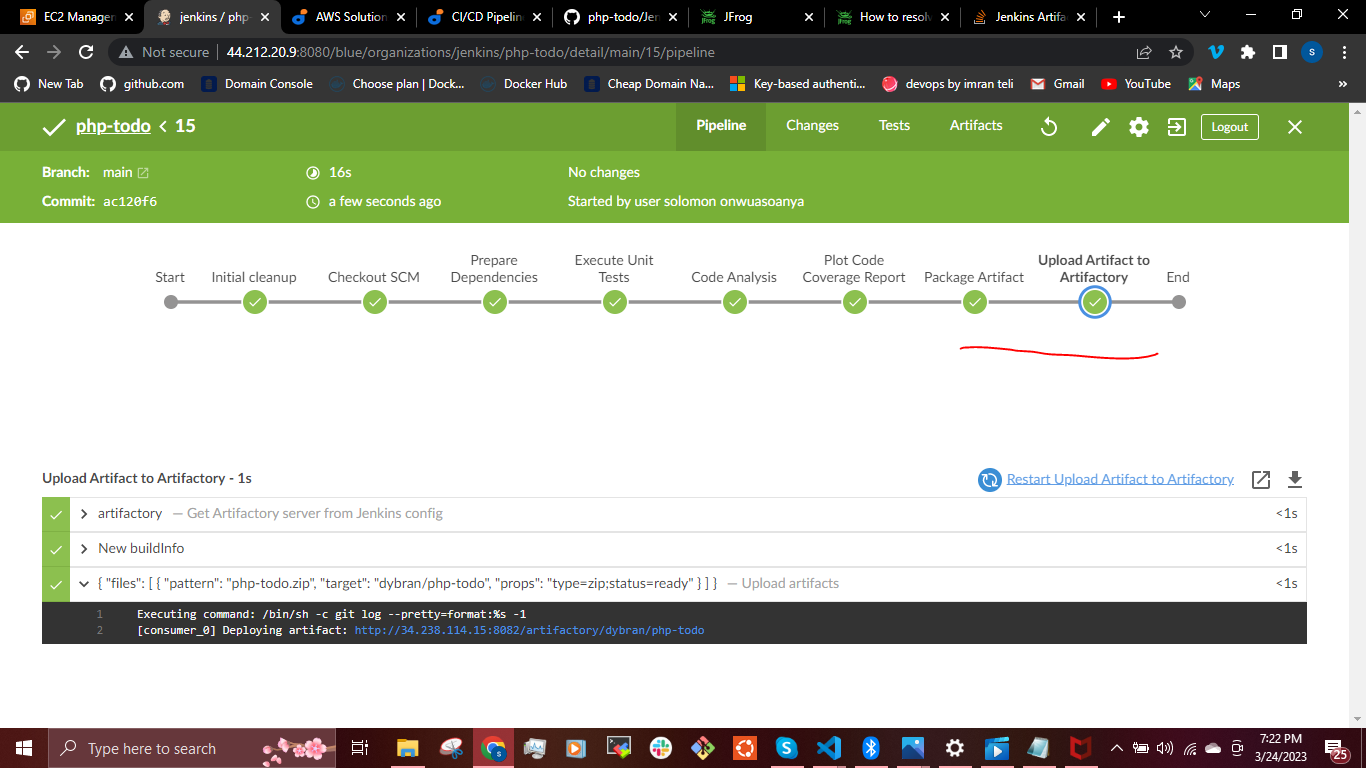 EC2 Managem
jenkins / php-
AWS Solution
CI/CD Pipelin
php-todo/Jen
JFrog
How to resolv
Jenkins Artifa
Not secure
44.212.20.9:8080/blue/organizations/jenkins/php-todo/detail/main/15/pipeline
S
New Tab
github.com
Domain Console
Choose plan | Dock...
Docker Hub
Cheap Domain Na...
Key-based authenti...
devops by imran teli
Gmail
YouTube
Maps
»
php-todo < 15
Pipeline
Changes
Tests
Artifacts
Logout
Branch: main
16s
No changes
Commit: ac120f6
a few seconds ago
Started by user solomon onwuasoanya
Start
Initial cleanup
Checkout SCM
Prepare
Dependencies
Execute Unit
Tests
Code Analysis
Plot Code
Coverage Report
Package Artifact
Upload Artifact to
Artifactory
End
Upload Artifact to Artifactory - 1s
Restart Upload Artifact to Artifactory
artifactory — Get Artifactory server from Jenkins config
<1s
New buildInfo
<1s
{ "files": [ { "pattern": "php-todo.zip", "target": "dybran/php-todo", "props": "type=zip;status=ready" } ] } — Upload artifacts
<1s
1 Executing command: /bin/sh -c git log --pretty=format:%s -1
2 [consumer_0] Deploying artifact: http://34.238.114.15:8082/artifactory/dybran/php-todo
Type here to search
7:22 PM
3/24/2023
25